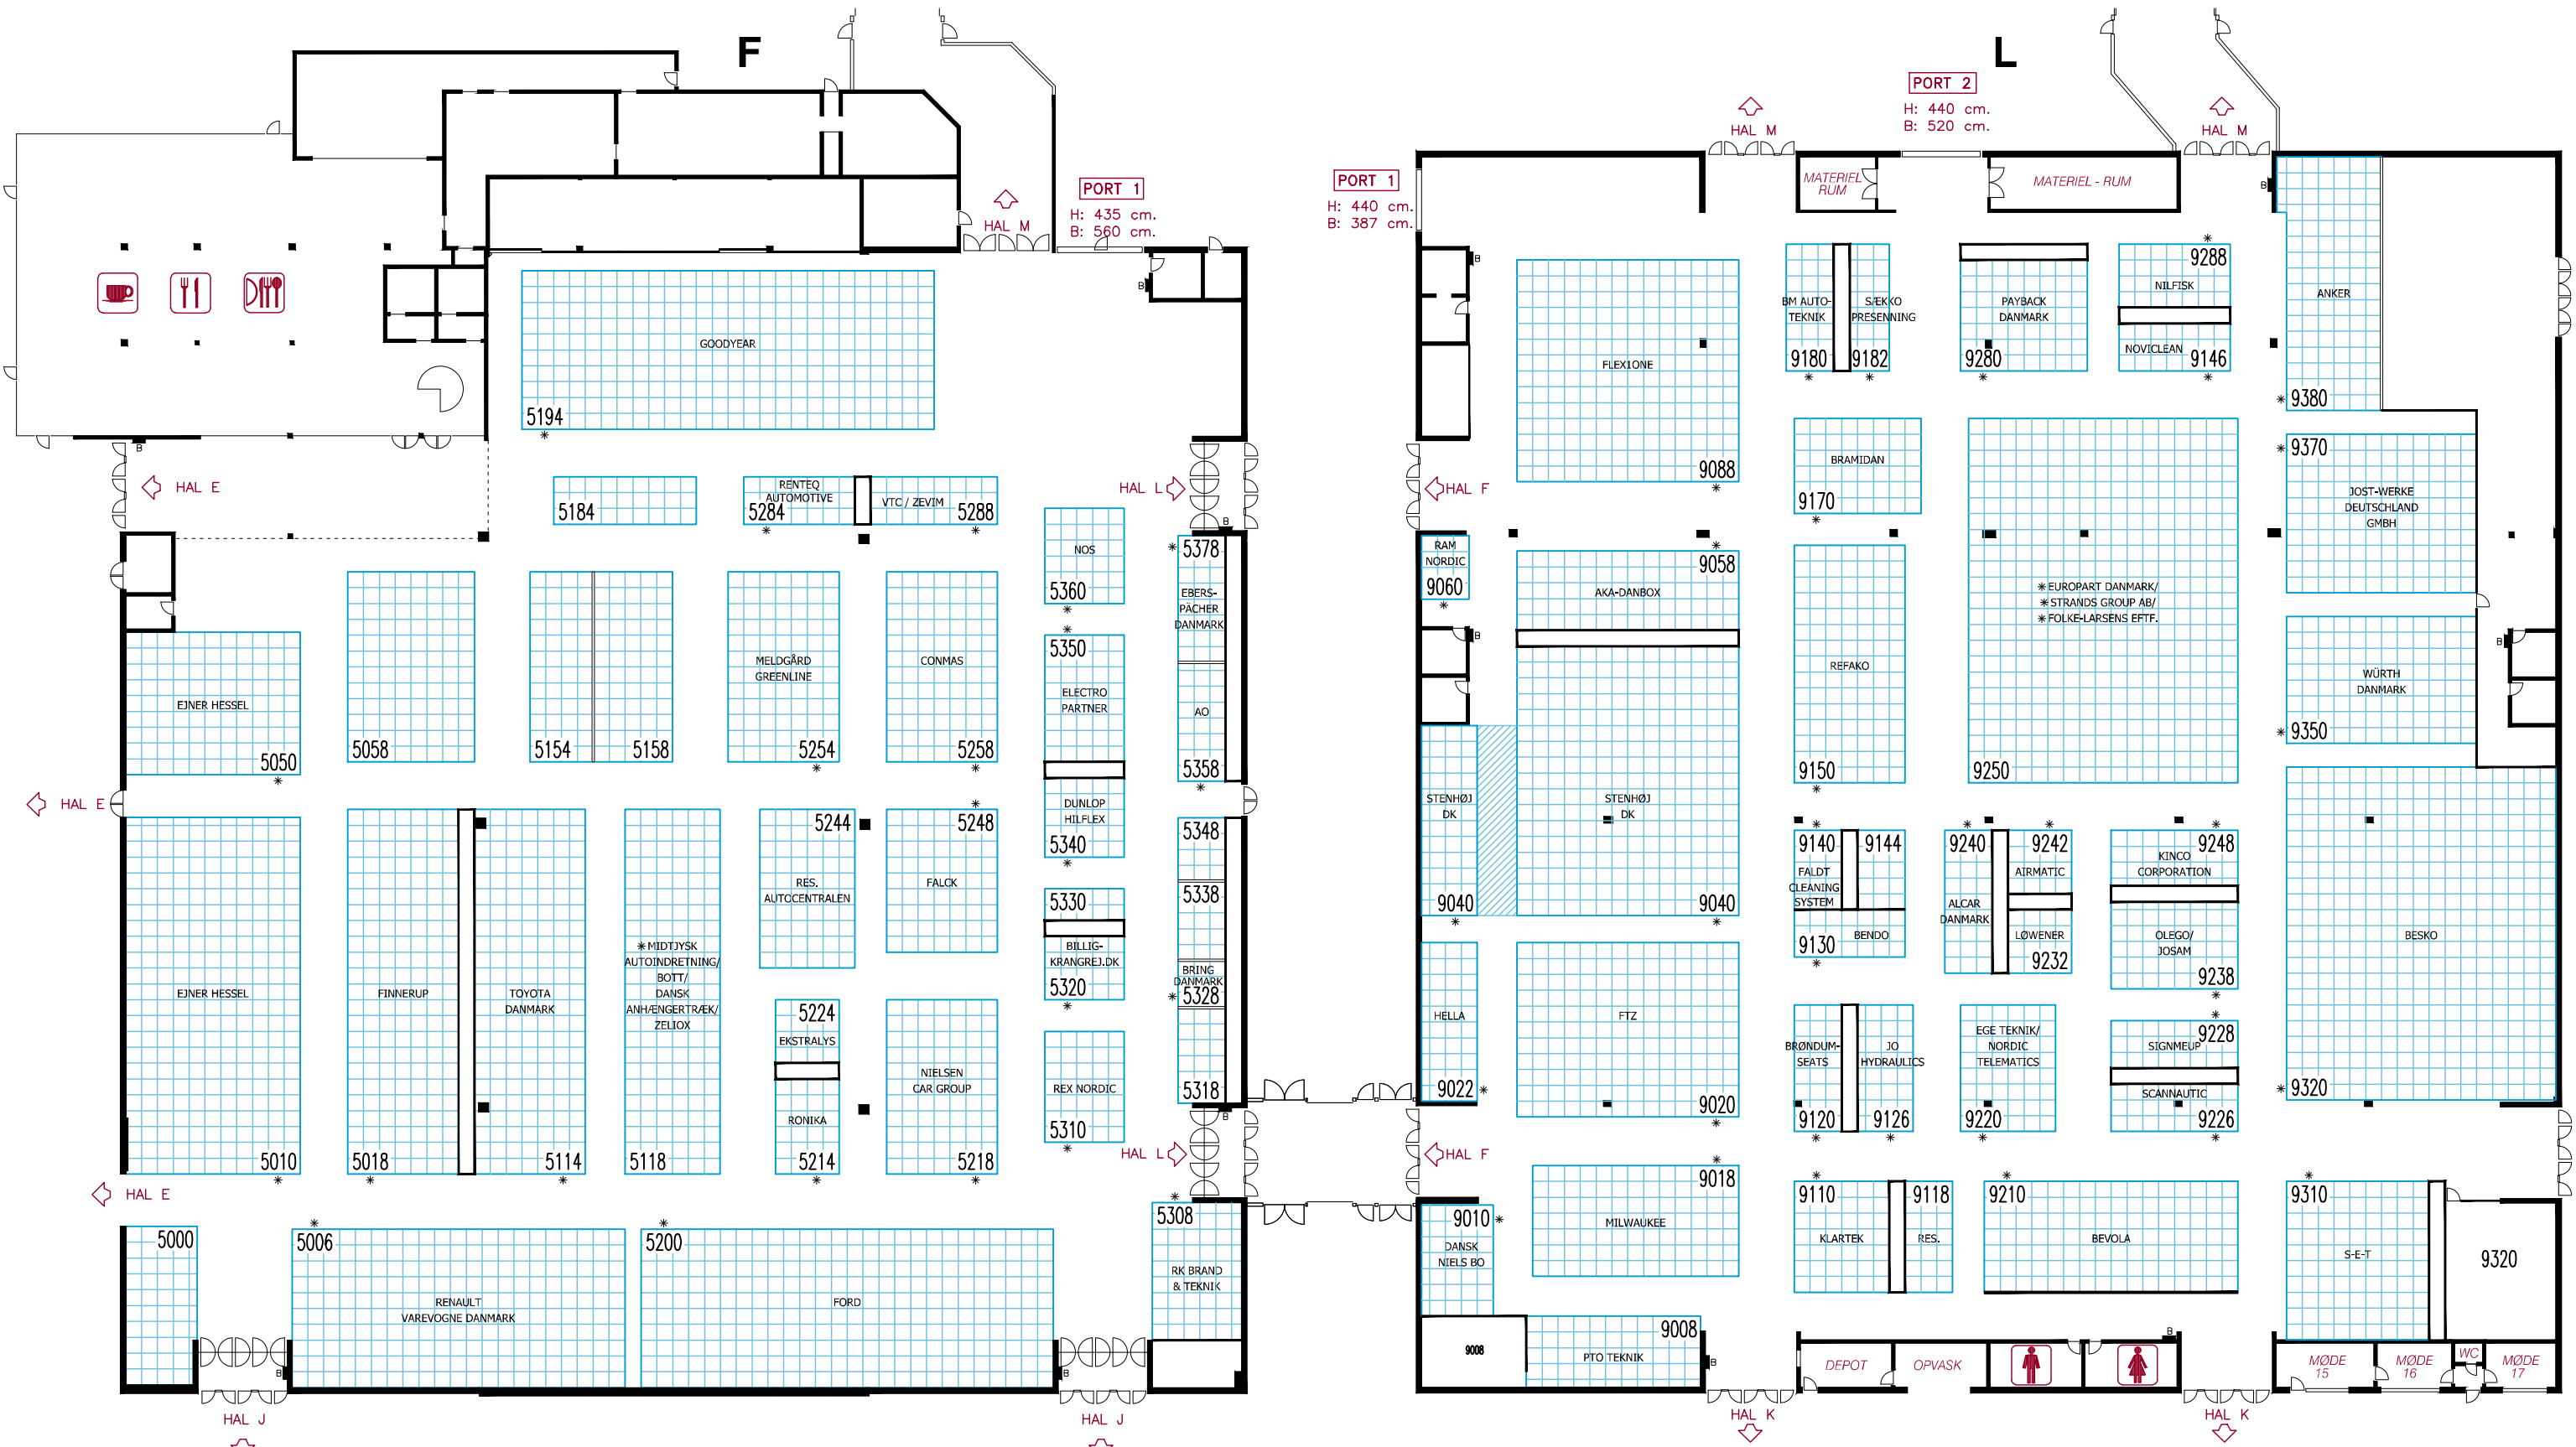 F
HAL M
PORT 1
H: 435 cm.
B: 560 cm.
B
GOODYEAR
5194
B
HAL E
5184
RENTEQ
AUTOMOTIVE
5284
VTC / ZEVIM
5288
HAL L
B
NOS
5360
5378
EBERS-
PÄCHER
DANMARK
EJNER HESSEL
5050
5058
5154
5158
MELDGÅRD
GREENLINE
5254
CONMAS
5258
5350
ELECTRO
PARTNER
AO
5358
HAL E
DUNLOP
HILFLEX
5340
EJNER HESSEL
5010
FINNERUP
5018
TOYOTA
DANMARK
5114
*MIDTJYSK
AUTOINDRETNING/
BOTT/
DANSK
ANHÆNGERTRÆK/
ZELIOX
5118
5244
RES.
AUTOCENTRALEN
5248
FALCK
5348
5338
5330
BILLIG-
KRANGREJ.DK
5320
BRING
DANMARK
5328
5224
EKSTRALYS
RONIKA
5214
NIELSEN
CAR GROUP
5218
REX NORDIC
5310
5318
B
HAL L
HAL E
5000
5006
RENAULT
VAREVOGNE DANMARK
5200
FORD
5308
RK BRAND
& TEKNIK
B
B
HAL J
HAL J
L
PORT 2
H: 440 cm.
B: 520 cm.
HAL M
HAL M
PORT 1
H: 440 cm.
B: 387 cm.
MATERIEL
RUM
MATERIEL - RUM
B
B
FLEX1ONE
9088
BM AUTO-
TEKNIK
9180
SÆKKO
PRESENNING
9182
PAYBACK
DANMARK
9280
9288
NILFISK
NOVICLEAN
9146
ANKER
9380
HAL F
BRAMIDAN
9170
9370
JOST-WERKE
DEUTSCHLAND
GMBH
RAM
NORDIC
9060
9058
AKA-DANBOX
B
REFAKO
9150
*EUROPART DANMARK/
*STRANDS GROUP AB/
*FOLKE-LARSENS EFTF.
9250
B
WÜRTH
DANMARK
9350
STENHØJ
DK
9040
STENHØJ
DK
9040
9140
FALDT
CLEANING
SYSTEM
9144
9130
BENDO
9240
ALCAR
DANMARK
9242
AIRMATIC
LØWENER
9232
9248
KINCO
CORPORATION
OLEGO/
JOSAM
9238
BESKO
9320
HELLA
9022
FTZ
9020
BRØNDUM-
SEATS
9120
JO
HYDRAULICS
9126
EGE TEKNIK/
NORDIC
TELEMATICS
9220
9228
SIGNMEUP
SCANNAUTIC
9226
HAL F
9018
MILWAUKEE
9010
DANSK
NIELS BO
9110
KLARTEK
9118
RES.
9210
BEVOLA
9310
S-E-T
9320
9008
9008
PTO TEKNIK
B
B
DEPOT
OPVASK
MØDE
15
MØDE
16
WC
MØDE
17
HAL K
HAL K